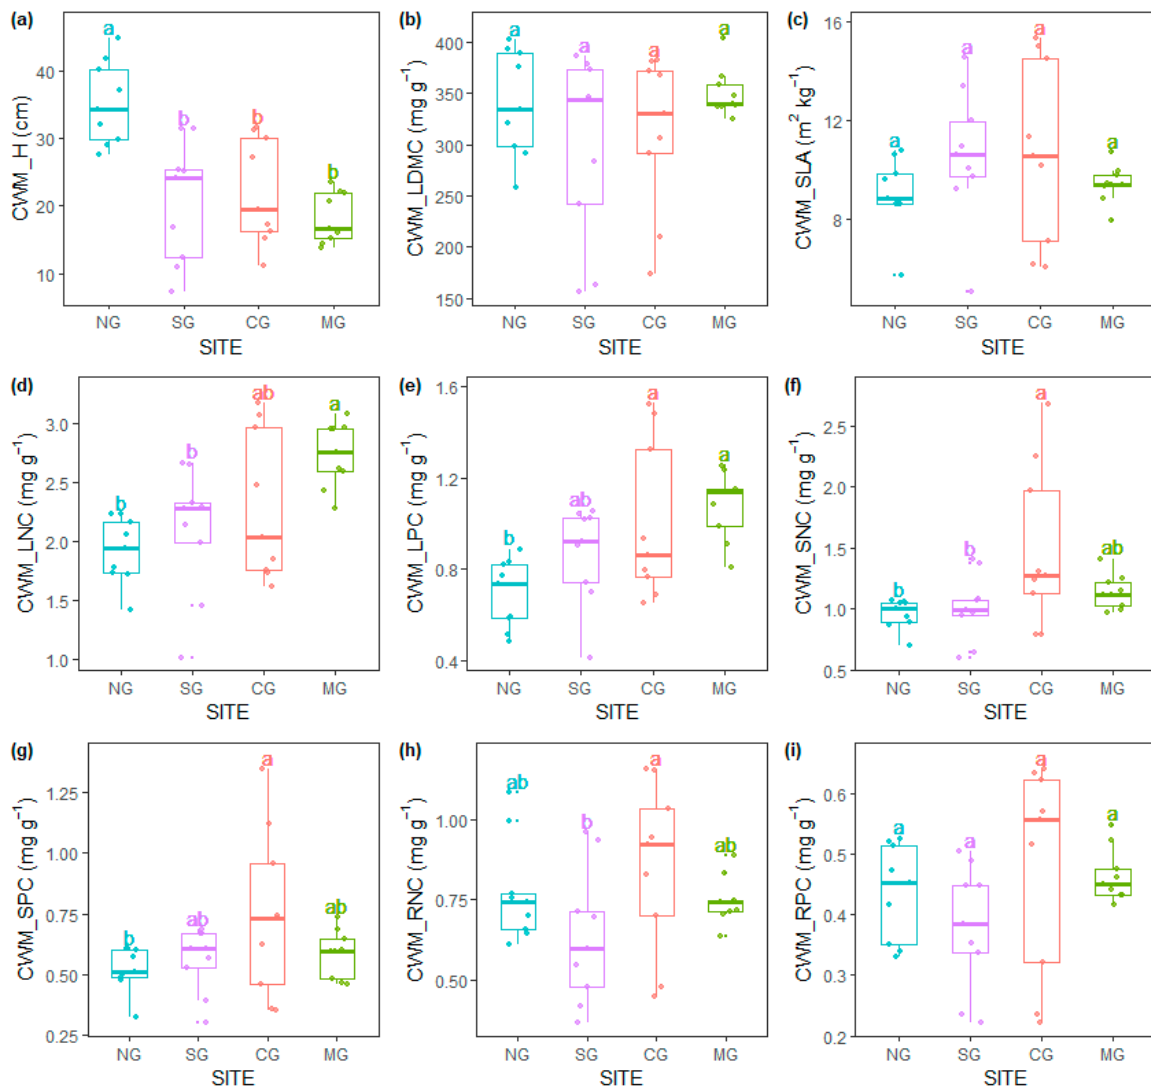 (a)
CWM_H (cm)
40
30
20
10
a
b
b
b
NG SG CG MG
SITE
(b)
CWM_LDMC (mg g⁻¹)
400
350
300
250
200
150
a
a
a
a
NG SG CG MG
SITE
(c)
CWM_SLA (m² kg⁻¹)
16
12
8
a
a
a
a
NG SG CG MG
SITE
(d)
CWM_LNC (mg g⁻¹)
3.0
2.5
2.0
1.5
1.0
b
b
ab
a
NG SG CG MG
SITE
(e)
CWM_LPC (mg g⁻¹)
1.6
1.2
0.8
0.4
b
ab
a
a
NG SG CG MG
SITE
(f)
CWM_SNC (mg g⁻¹)
2.5
2.0
1.5
1.0
0.5
b
b
a
ab
NG SG CG MG
SITE
(g)
CWM_SPC (mg g⁻¹)
1.25
1.00
0.75
0.50
0.25
b
ab
a
ab
NG SG CG MG
SITE
(h)
CWM_RNC (mg g⁻¹)
1.00
0.75
0.50
ab
b
a
ab
NG SG CG MG
SITE
(i)
CWM_RPC (mg g⁻¹)
0.6
0.5
0.4
0.3
0.2
a
a
a
a
NG SG CG MG
SITE